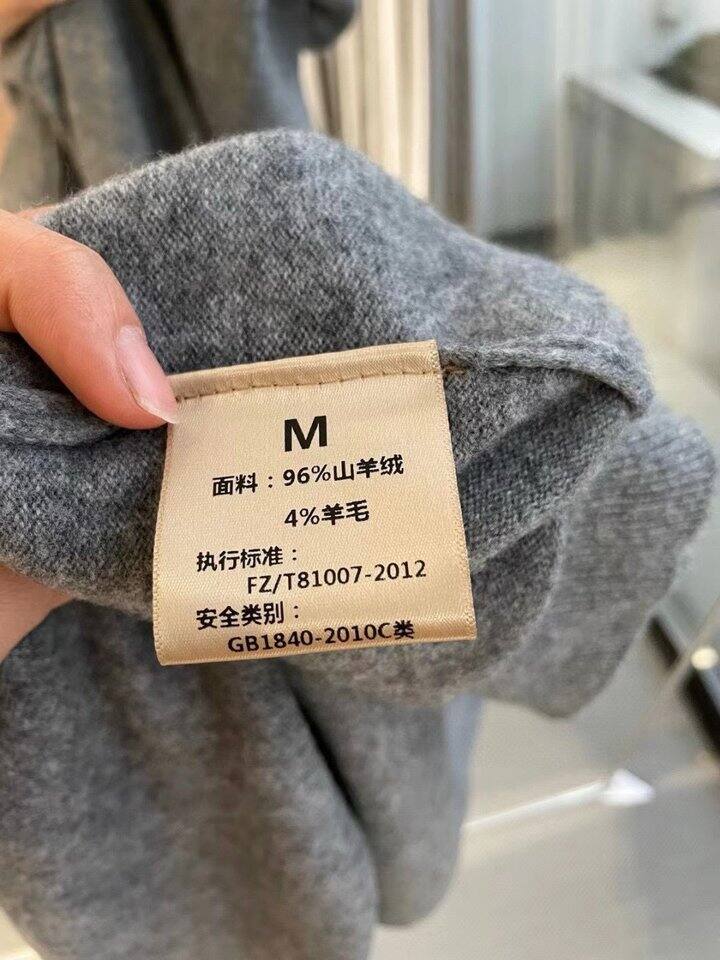 M
面料：96%山羊绒
4%羊毛
执行标准：
FZ/T81007-2012
安全类别：
GB1840-2010C类